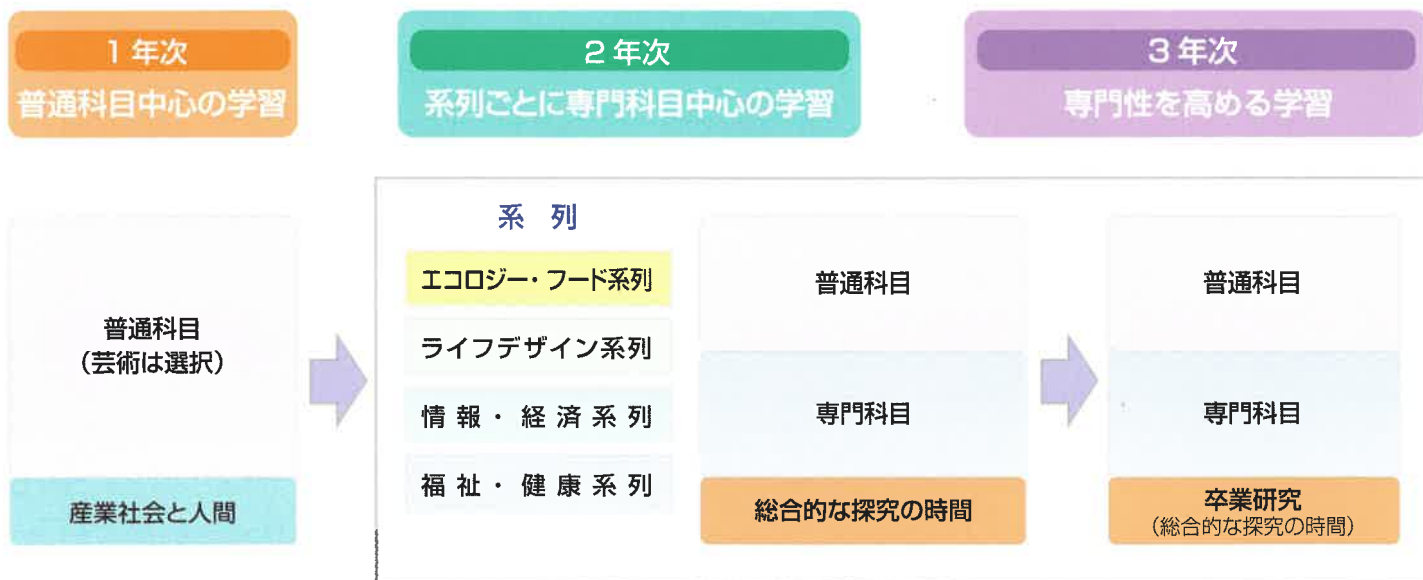 1年次
普通科目中心の学習
2年次
系列ごとに専門科目中心の学習
3年次
専門性を高める学習
普通科目
(芸術は選択)
産業社会と人間
系列
エコロジー・フード系列
ライフデザイン系列
情報・経済系列
福祉・健康系列
普通科目
専門科目
総合的な探究の時間
普通科目
専門科目
卒業研究
(総合的な探究の時間)